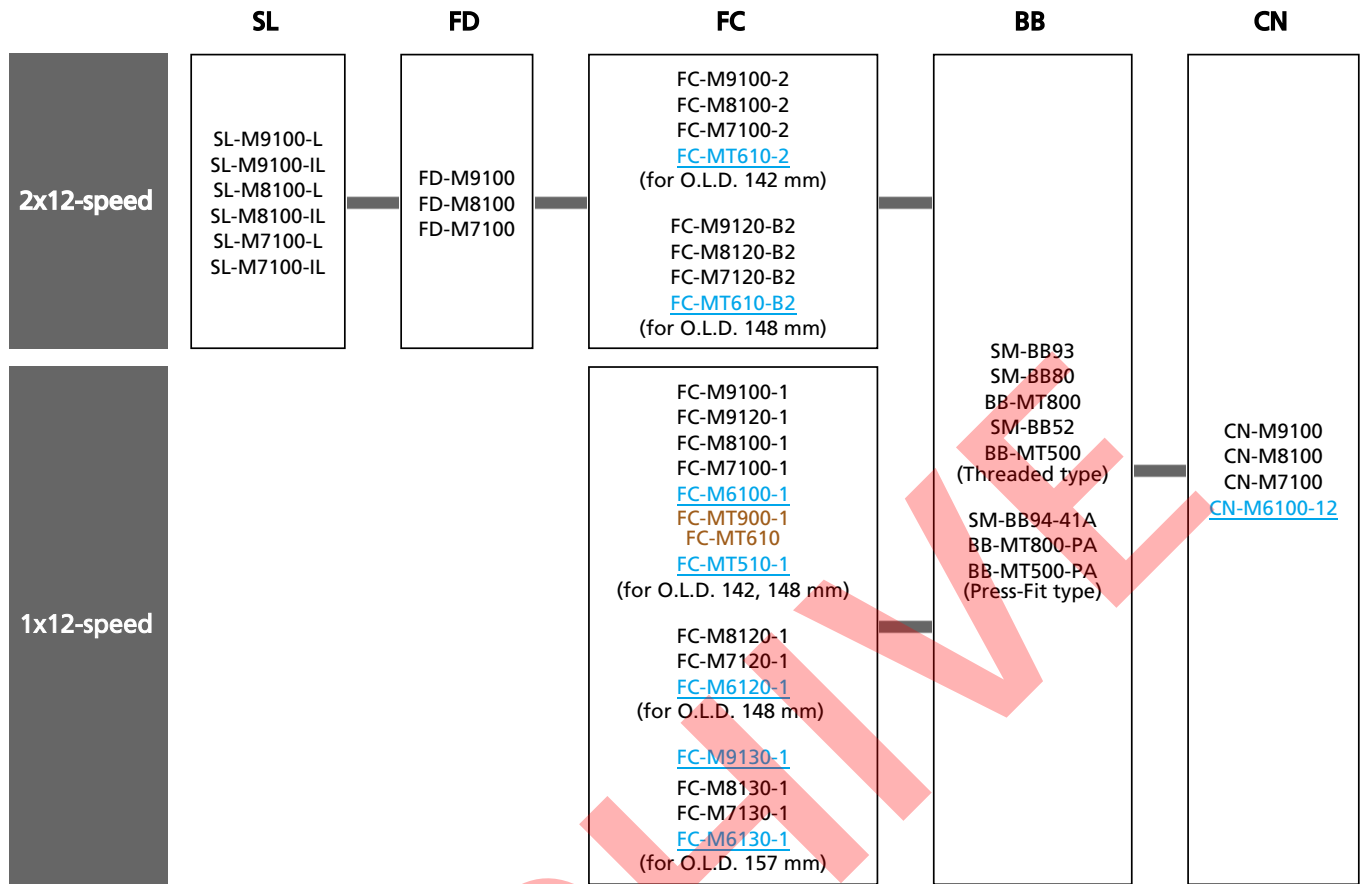 SL
FD
FC
BB
CN
2x12-speed
SL-M9100-L
SL-M9100-IL
SL-M8100-L
SL-M8100-IL
SL-M7100-L
SL-M7100-IL
FD-M9100
FD-M8100
FD-M7100
FC-M9100-2
FC-M8100-2
FC-M7100-2
FC-MT610-2
(for O.L.D. 142 mm)
FC-M9120-B2
FC-M8120-B2
FC-M7120-B2
FC-MT610-B2
(for O.L.D. 148 mm)
1x12-speed
FC-M9100-1
FC-M9120-1
FC-M8100-1
FC-M7100-1
FC-M6100-1
FC-MT900-1
FC-MT610
FC-MT510-1
(for O.L.D. 142, 148 mm)
FC-M8120-1
FC-M7120-1
FC-M6120-1
(for O.L.D. 148 mm)
FC-M9130-1
FC-M8130-1
FC-M7130-1
FC-M6130-1
(for O.L.D. 157 mm)
SM-BB93
SM-BB80
BB-MT800
SM-BB52
BB-MT500
(Threaded type)
SM-BB94-41A
BB-MT800-PA
BB-MT500-PA
(Press-Fit type)
CN-M9100
CN-M8100
CN-M7100
CN-M6100-12
HIVE